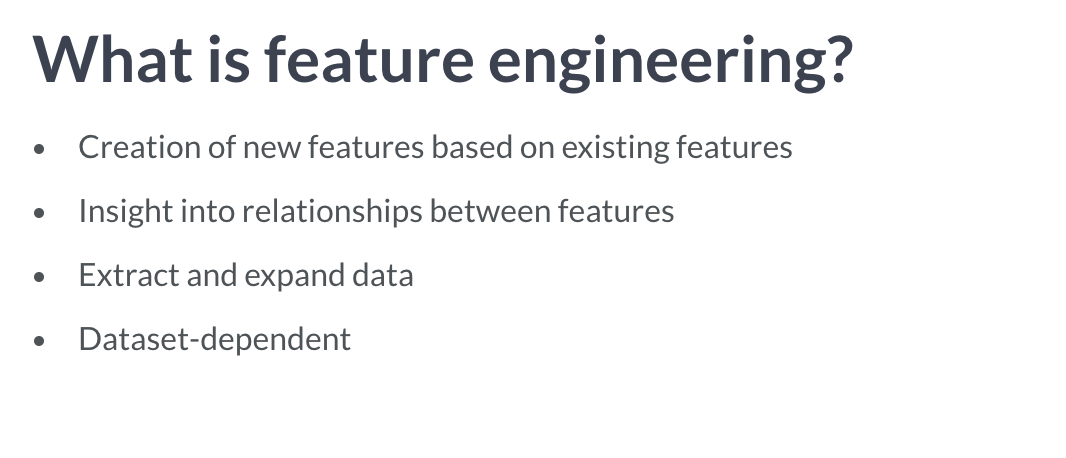 What is feature engineering?
• Creation of new features based on existing features
• Insight into relationships between features
• Extract and expand data
• Dataset-dependent